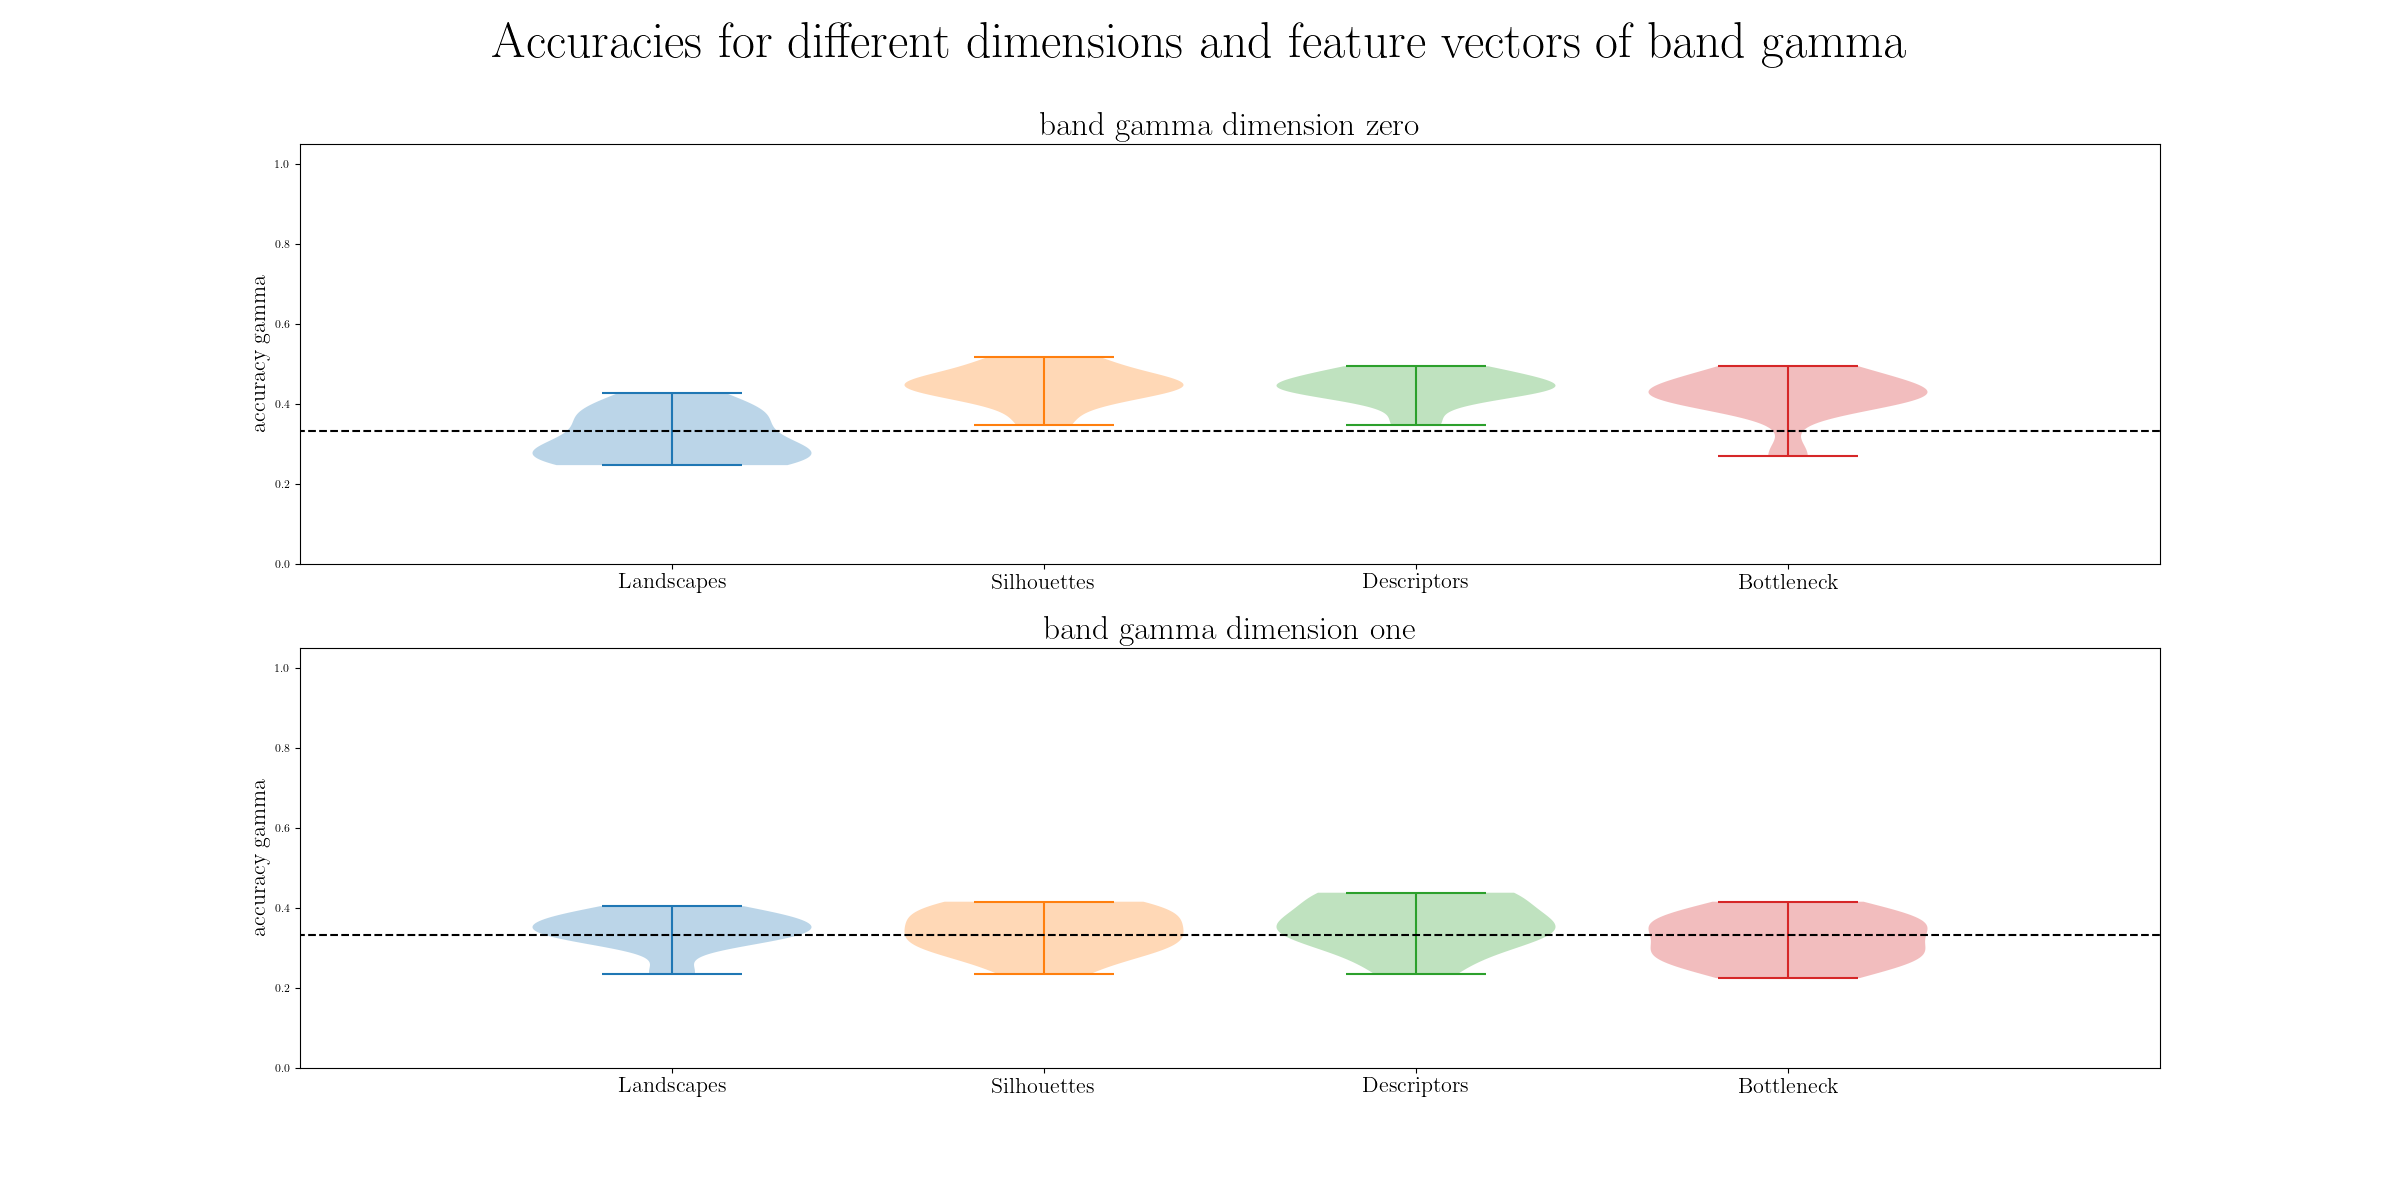 Accuracies for different dimensions and feature vectors of band gamma
band gamma dimension zero
1.0
0.8
0.6
0.4
0.2
0.0
accuracy gamma
Landscapes Silhouettes Descriptors Bottleneck
band gamma dimension one
1.0
0.8
0.6
0.4
0.2
0.0
accuracy gamma
Landscapes Silhouettes Descriptors Bottleneck